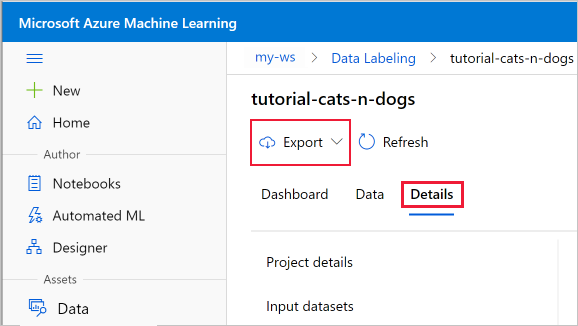 Microsoft Azure Machine Learning
my-ws > Data Labeling > tutorial-cats-n-dogs
New
Home
Author
Notebooks
Automated ML
Designer
Assets
Data
tutorial-cats-n-dogs
Export Refresh
Dashboard Data Details
Project details
Input datasets